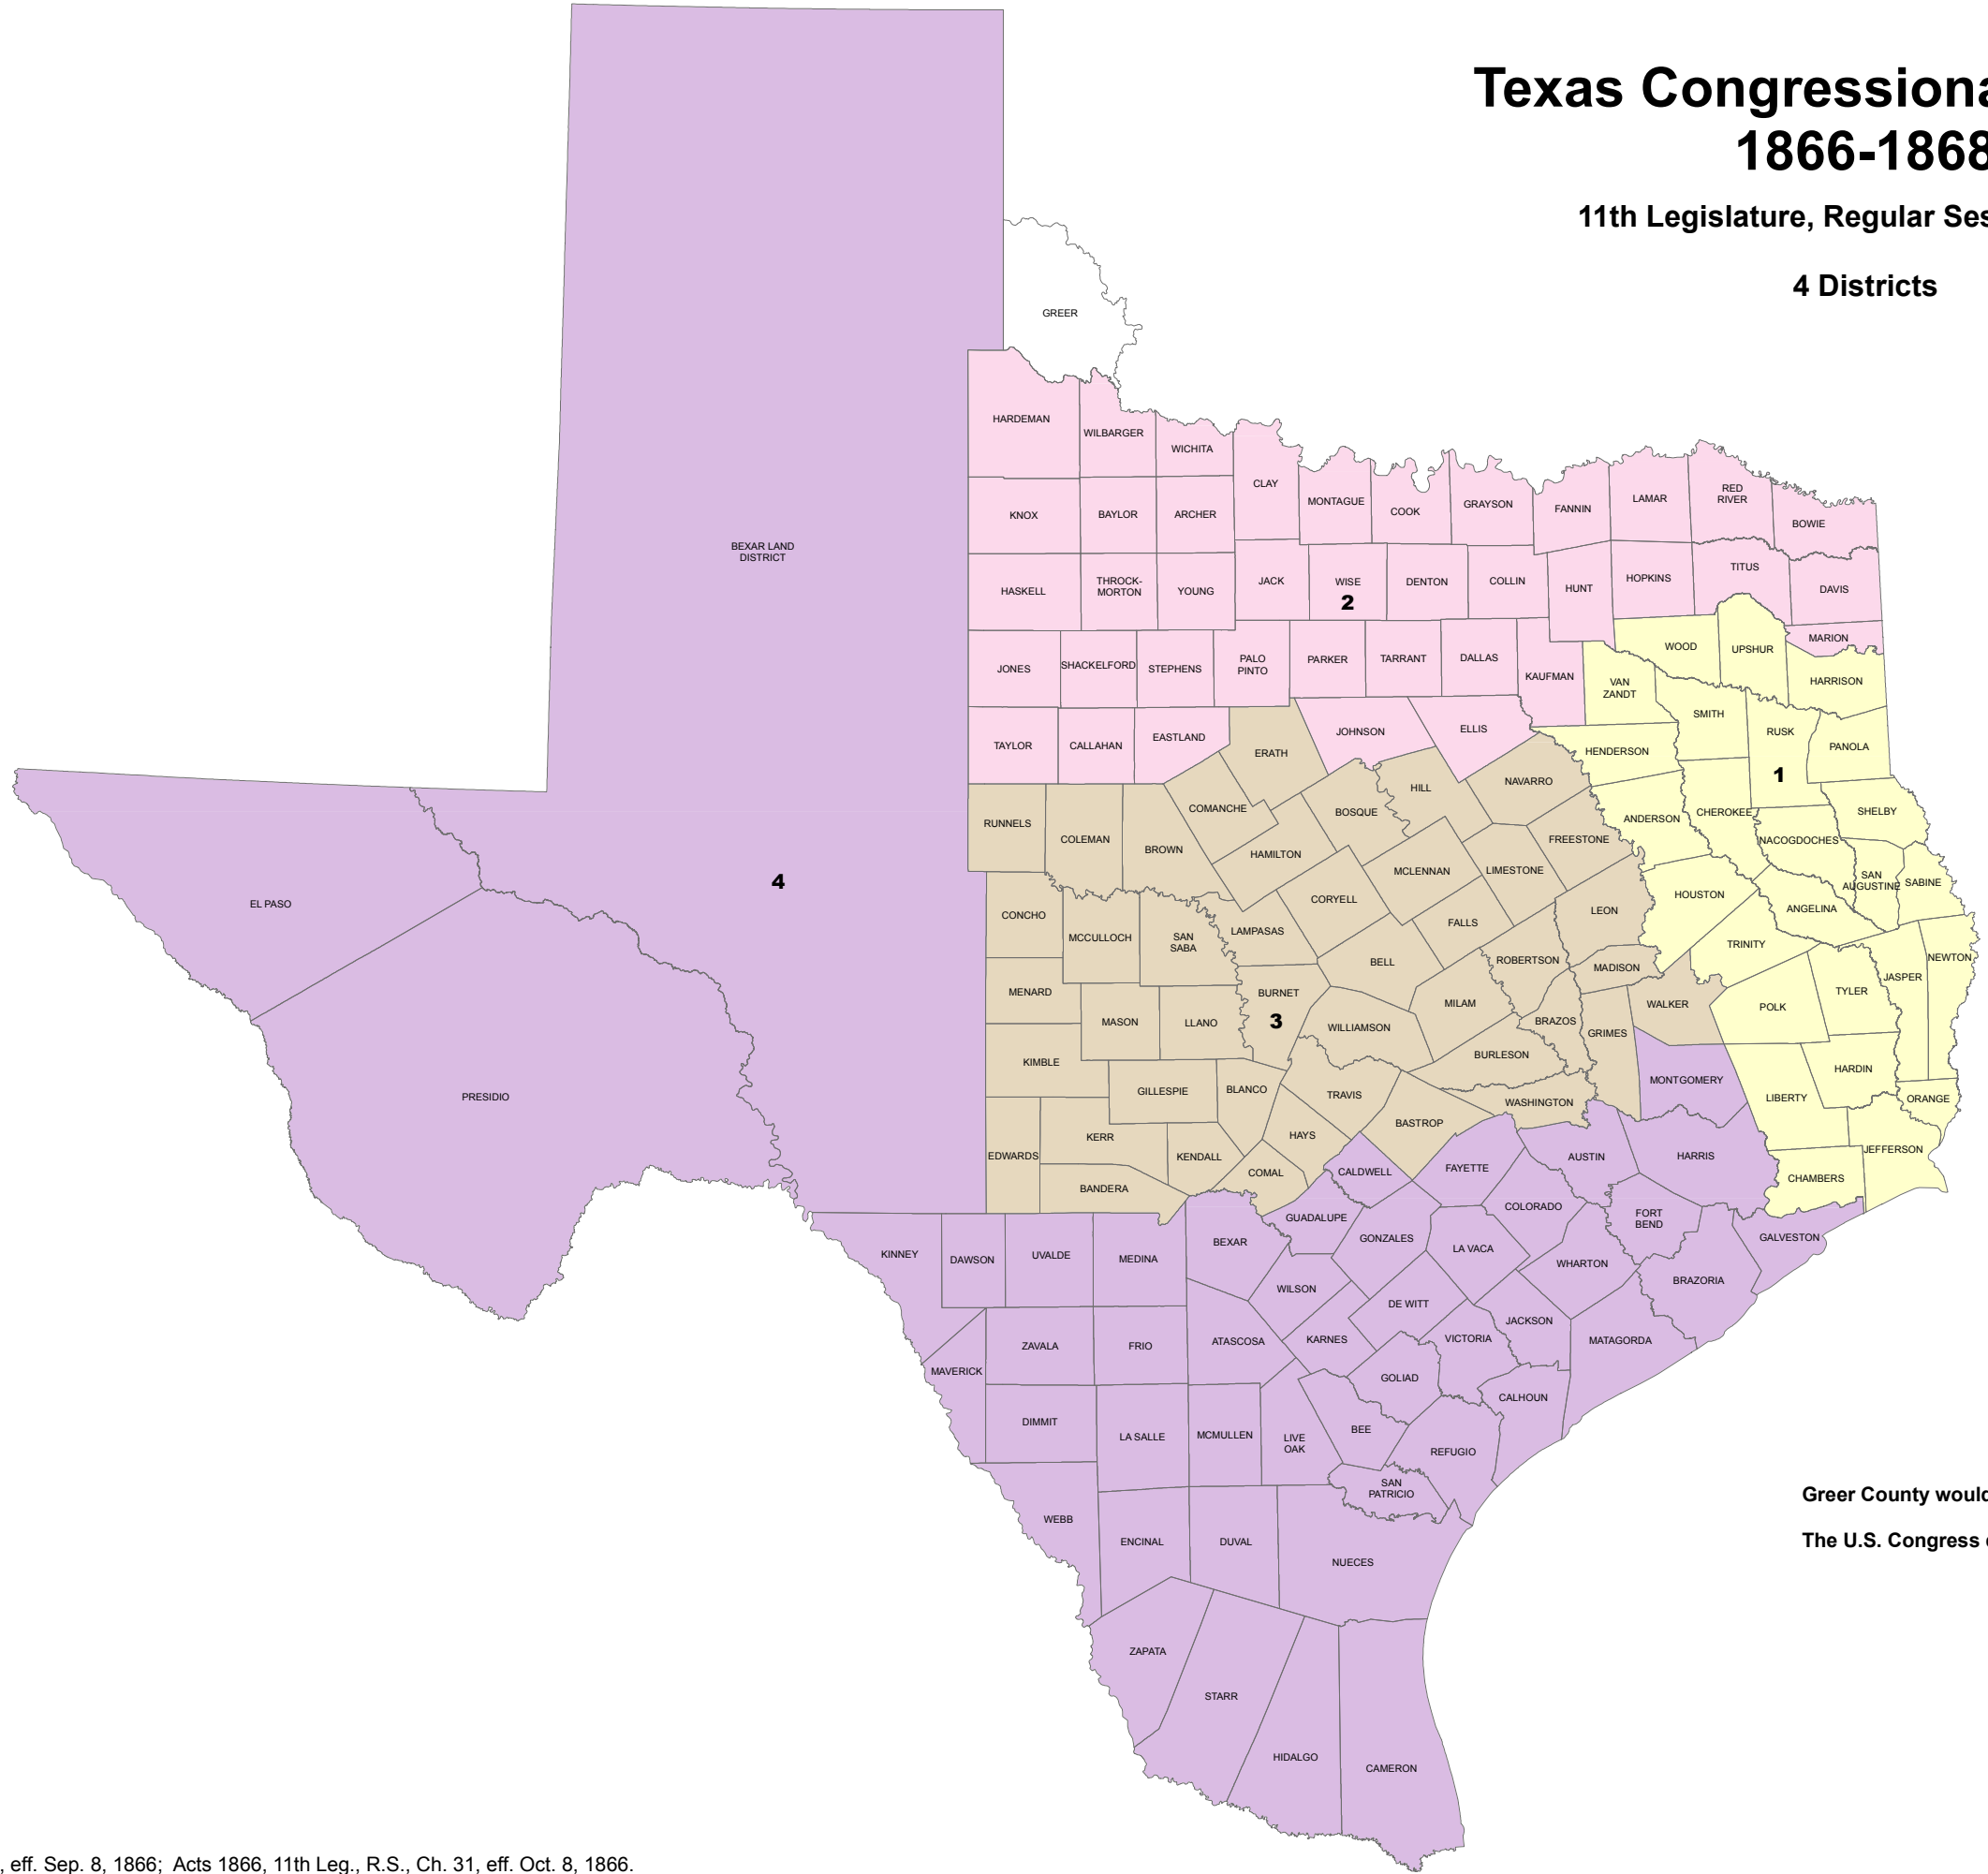 Texas Congressiona
1866-1868
11th Legislature, Regular Ses
4 Districts
GREER
HARDEMAN
WILBARGER
WICHITA
CLAY
MONTAGUE
COOK
GRAYSON
FANNIN
LAMAR
RED
RIVER
BOWIE
KNOX
BAYLOR
ARCHER
BEXAR LAND
DISTRICT
HASKELL
THROCK-
MORTON
YOUNG
JACK
WISE
2
DENTON
COLLIN
HUNT
HOPKINS
TITUS
DAVIS
MARION
JONES
SHACKELFORD
STEPHENS
PALO
PINTO
PARKER
TARRANT
DALLAS
KAUFMAN
VAN
ZANDT
WOOD
UPSHUR
HARRISON
TAYLOR
CALLAHAN
EASTLAND
ERATH
JOHNSON
ELLIS
HENDERSON
SMITH
RUSK
1
PANOLA
RUNNELS
COLEMAN
BROWN
COMANCHE
HAMILTON
BOSQUE
HILL
NAVARRO
FREESTONE
ANDERSON
CHEROKEE
NACOGDOCHES
SHELBY
4
EL PASO
CONCHO
MCCULLOCH
SAN
SABA
LAMPASAS
CORYELL
MCLENNAN
LIMESTONE
FALLS
LEON
HOUSTON
ANGELINA
SAN
AUGUSTINE
SABINE
MENARD
MASON
LLANO
BURNET
3
BELL
MILAM
ROBERTSON
MADISON
WALKER
TRINITY
POLK
TYLER
JASPER
NEWTON
KIMBLE
GILLESPIE
BLANCO
WILLIAMSON
TRAVIS
BURLESON
BRAZOS
GRIMES
MONTGOMERY
LIBERTY
HARDIN
ORANGE
PRESIDIO
EDWARDS
KERR
KENDALL
BANDERA
HAYS
COMAL
BASTROP
WASHINGTON
CALDWELL
FAYETTE
AUSTIN
HARRIS
CHAMBERS
JEFFERSON
KINNEY
DAWSON
UVALDE
MEDINA
BEXAR
GUADALUPE
GONZALES
LA VACA
COLORADO
WHARTON
FORT
BEND
BRAZORIA
GALVESTON
MAVERICK
ZAVALA
FRIO
ATASCOSA
WILSON
KARNES
DE WITT
VICTORIA
JACKSON
MATAGORDA
DIMMIT
LA SALLE
MCMULLEN
LIVE
OAK
BEE
GOLIAD
REFUGIO
CALHOUN
SAN
PATRICIO
WEBB
ENCINAL
DUVAL
NUECES
ZAPATA
STARR
HIDALGO
CAMERON
Greer County would
The U.S. Congress
, eff. Sep. 8, 1866;  Acts 1866, 11th Leg., R.S., Ch. 31, eff. Oct. 8, 1866.